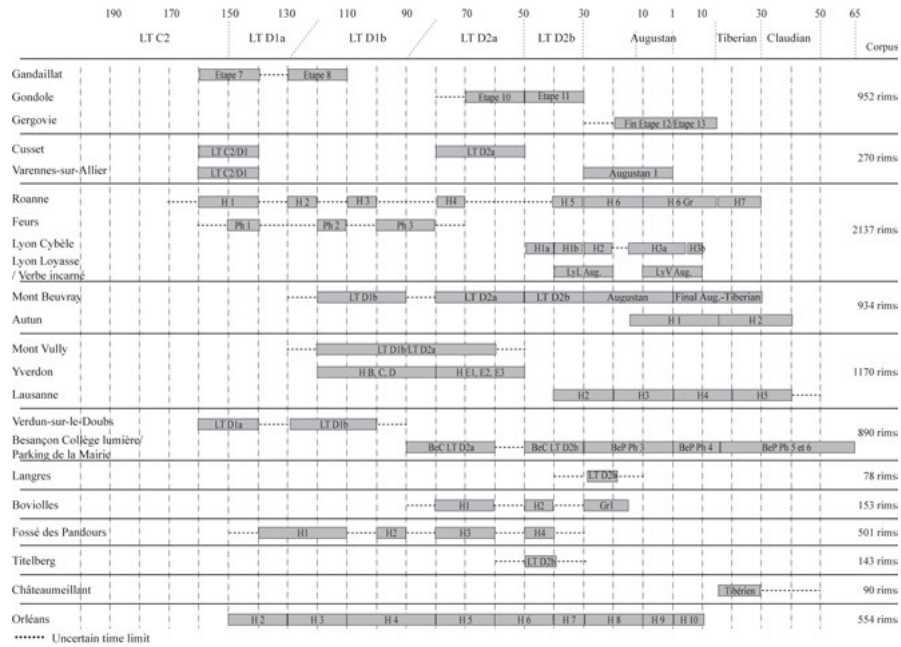 190 170 150 130 110 90 70 50 30 10 1 10 30 50 65
LT C2 LT D1a LT D1b LT D2a LT D2b Augustan Tiberian Claudian Corpus
Gandaillat Etape 7 Etape 8
Gondole Etape 10 Etape 11 952 rims
Gergovie Fin Etape 12/Etape 13
Cusset LT C2/D1 LT D2a 270 rims
Varennes-sur-Allier LT C2/D1 Augustan 1
Roanne H 1 H 2 H 3 H4 H 5 H 6 H 6 Gr H7
Feurs Ph 1 Ph 2 Ph 3 2137 rims
Lyon Cybèle H1a H1b H2 H3a H3b
Lyon Loyasse
/ Verbe incarné LyL Aug. LyV Aug.
Mont Beuvray LT D1b LT D2a LT D2b Augustan Final Aug.-Tiberian 934 rims
Autun H 1 H 2
Mont Vully LT D1b/LT D2a
Yverdon H B, C, D H E1, E2, E3 1170 rims
Lausanne H2 H3 H4 H5
Verdun-sur-le-Doubs LT D1a LT D1b 890 rims
Besançon Collège lumière/
Parking de la Mairie BeC LT D2a BeC LT D2b BeP Ph 3 BeP Ph 4 BeP Ph 5 et 6
Langres LT D2b 78 rims
Boviolles H1 H2 Gr1 153 rims
Fossé des Pandours H1 H2 H3 H4 501 rims
Titelberg LT D2b 143 rims
Châteaumeillant Tibérien 90 rims
Orléans H 2 H 3 H 4 H 5 H 6 H 7 H 8 H 9 H 10 554 rims
Uncertain time limit